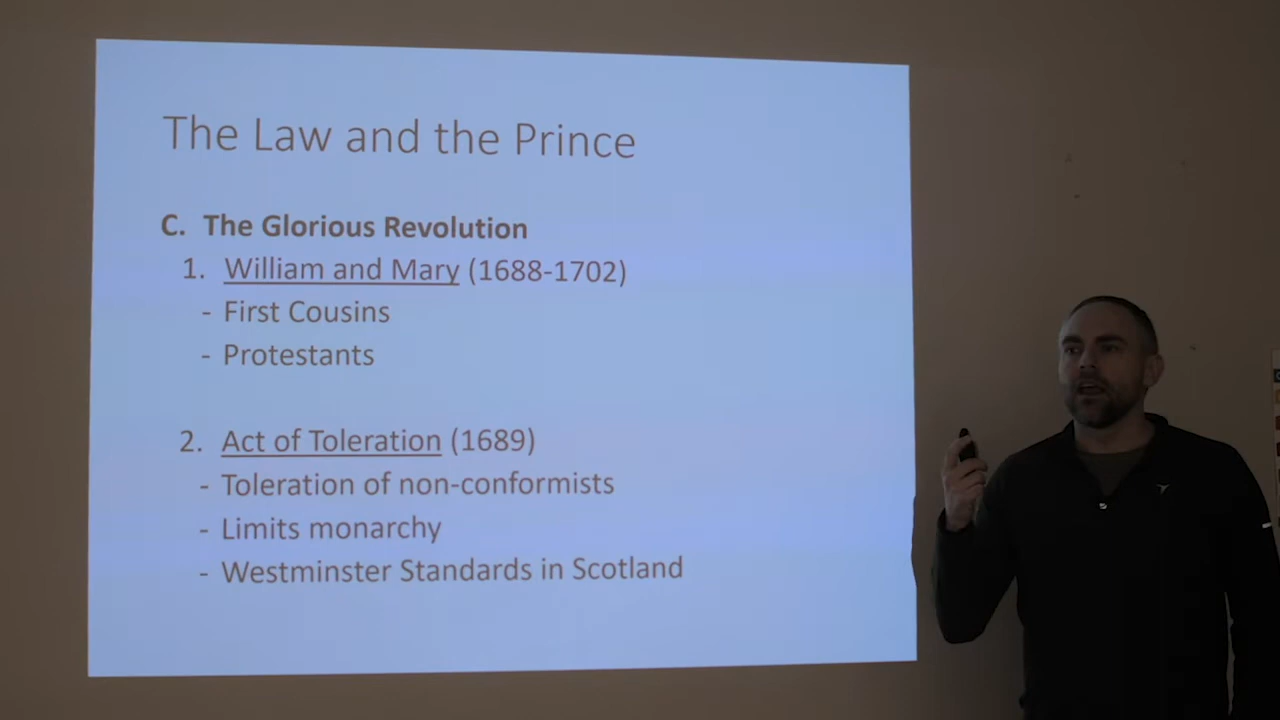 The Law and the Prince
C. The Glorious Revolution
1. William and Mary (1688-1702)
- First Cousins
- Protestants
2. Act of Toleration (1689)
- Toleration of non-conformists
- Limits monarchy
- Westminster Standards in Scotland